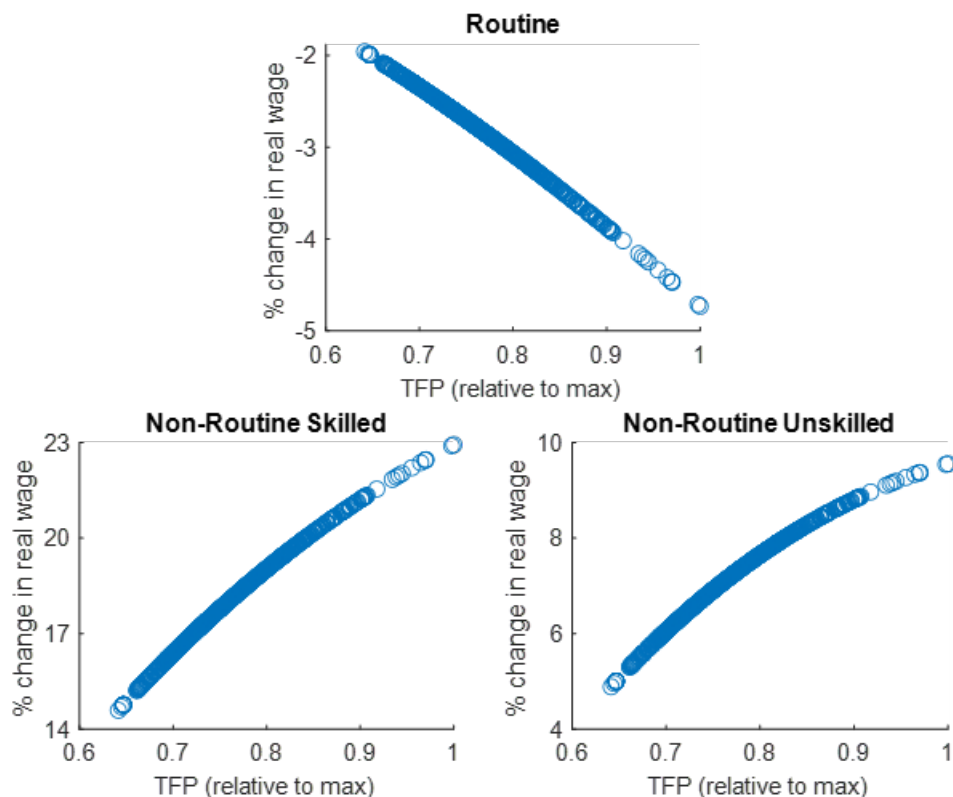 Routine
% change in real wage
-2
-3
-4
-5
0.6 0.7 0.8 0.9 1
TFP (relative to max)
Non-Routine Skilled
% change in real wage
23
20
17
14
0.6 0.7 0.8 0.9 1
TFP (relative to max)
Non-Routine Unskilled
% change in real wage
10
8
6
4
0.6 0.7 0.8 0.9 1
TFP (relative to max)